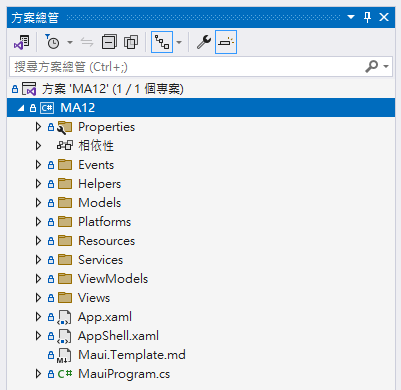 方案總管
搜尋方案總管 (Ctrl+;)
方案 'MA12' (1 / 1 個專案)
C# MA12
Properties
相依性
Events
Helpers
Models
Platforms
Resources
Services
ViewModels
Views
App.xaml
AppShell.xaml
Maui.Template.md
C# MauiProgram.cs